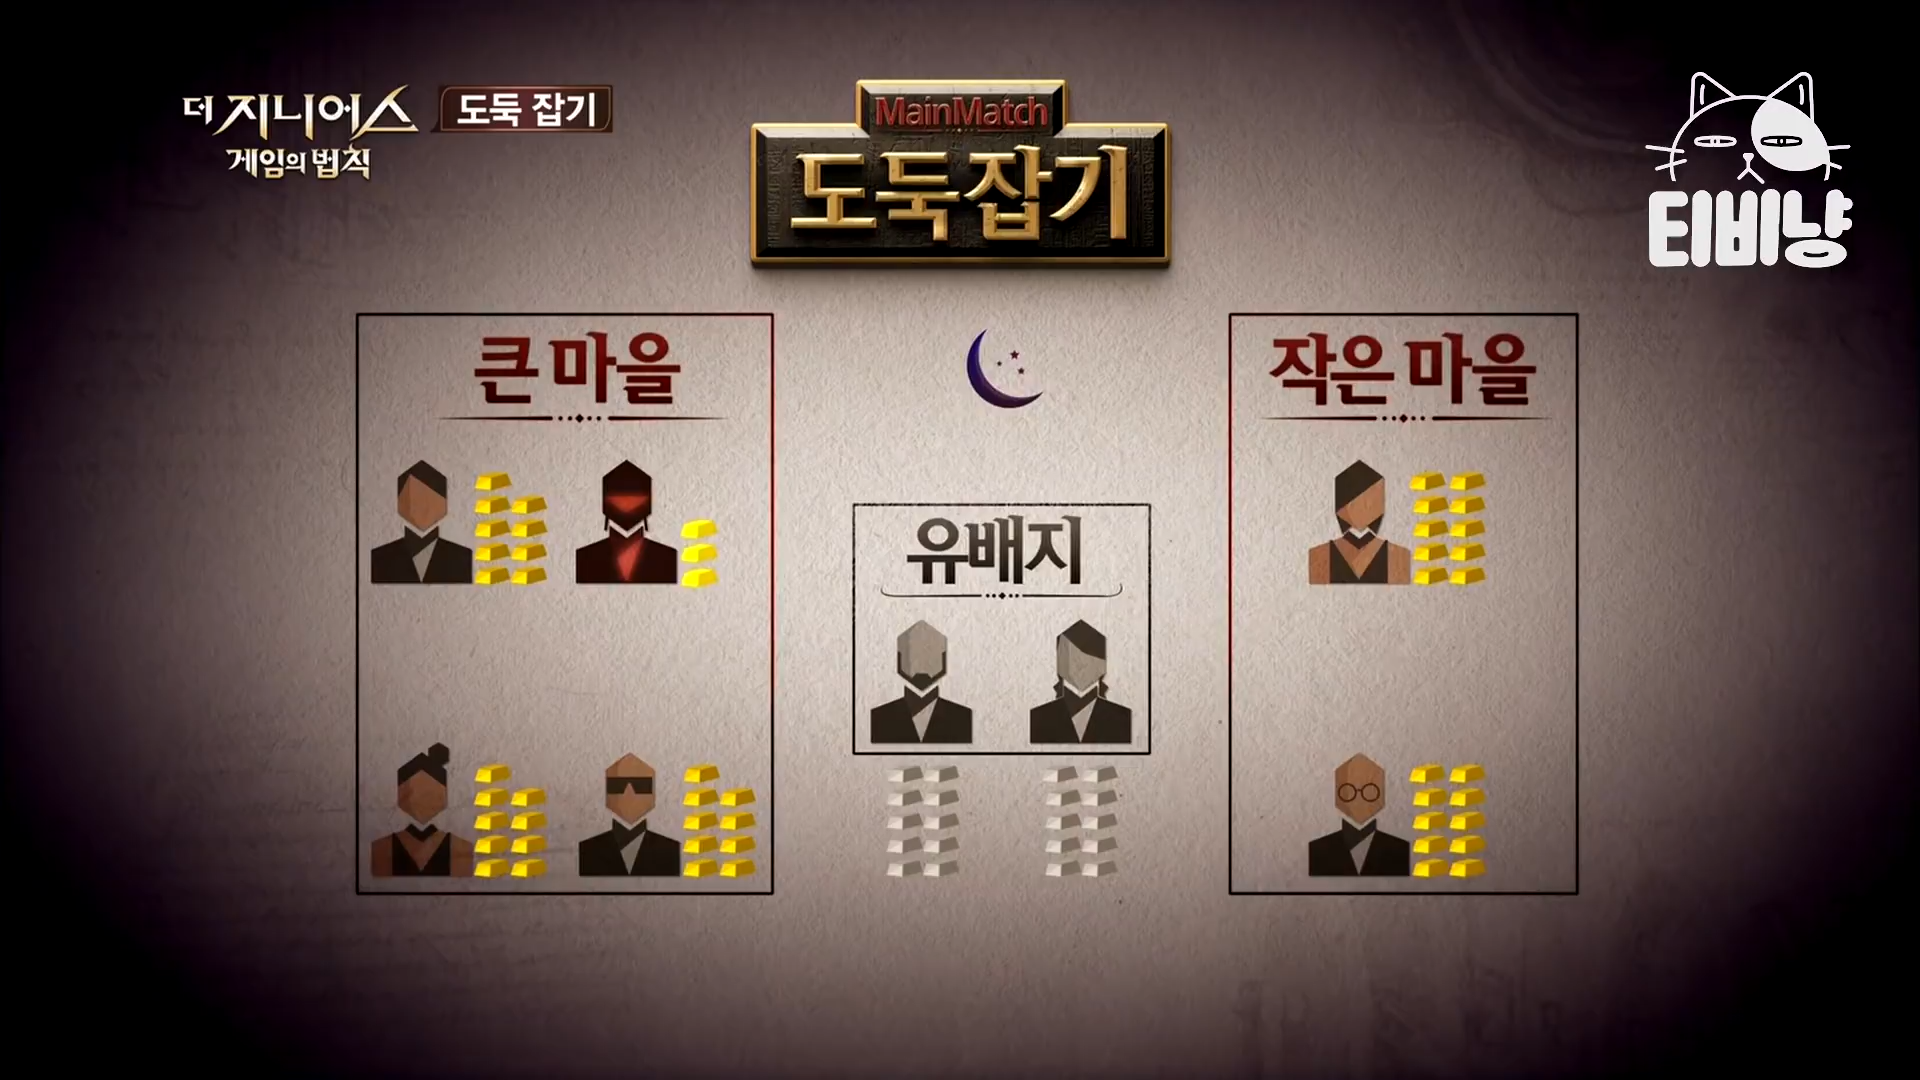 더 지니어스
게임의 법칙
도둑 잡기
MainMatch
도둑잡기
티비냥
큰 마을
작은 마을
유배지